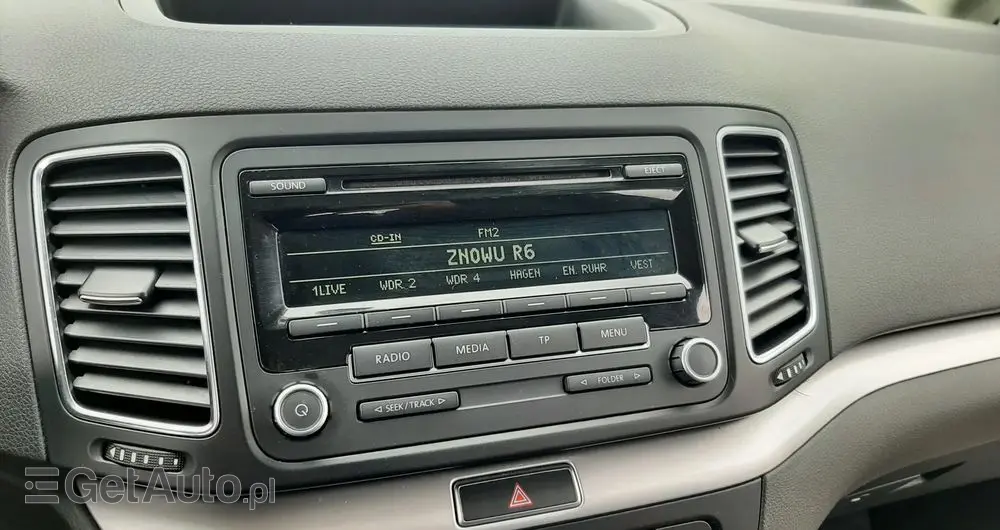 SOUND
EJECT
CD-IN FM2
ZNOWU R6
1LIVE WDR 2 WDR 4 HAGEN EN. RUHR VEST
RADIO MEDIA TP MENU
SEEK / TRACK
FOLDER
GetAuto.pl